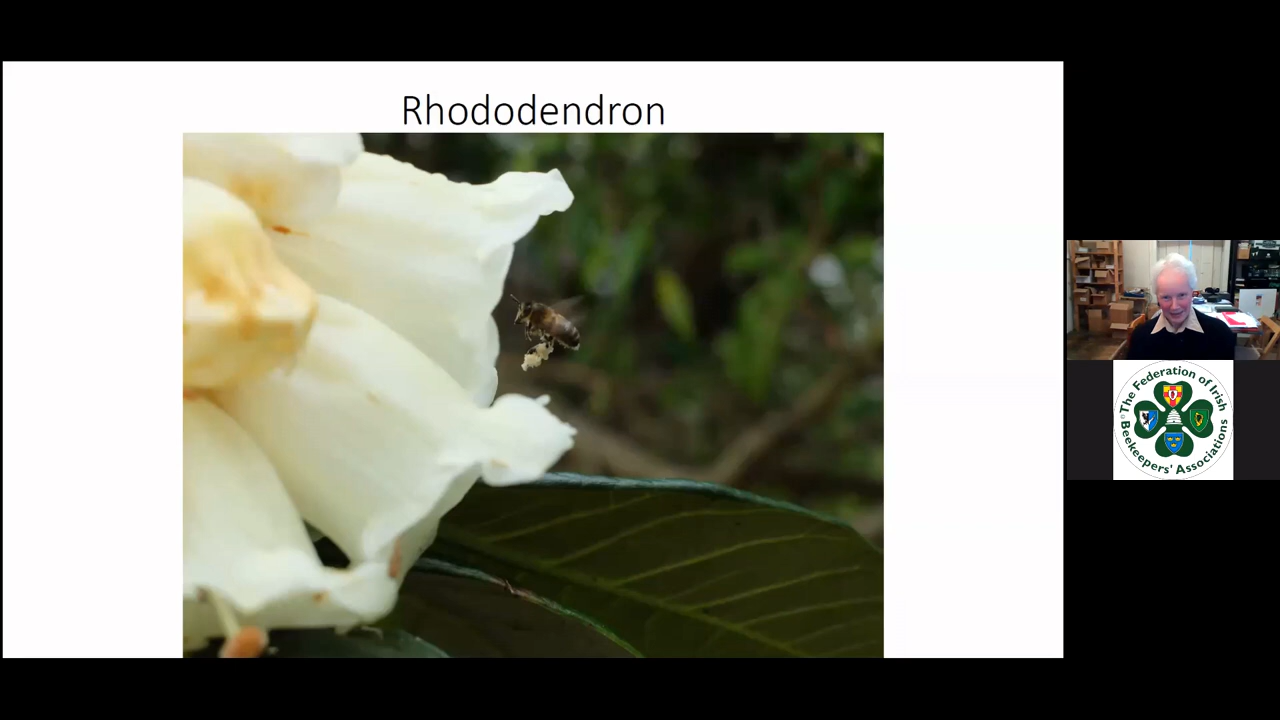 Rhododendron
The Federation of Irish
Beekeepers' Associations